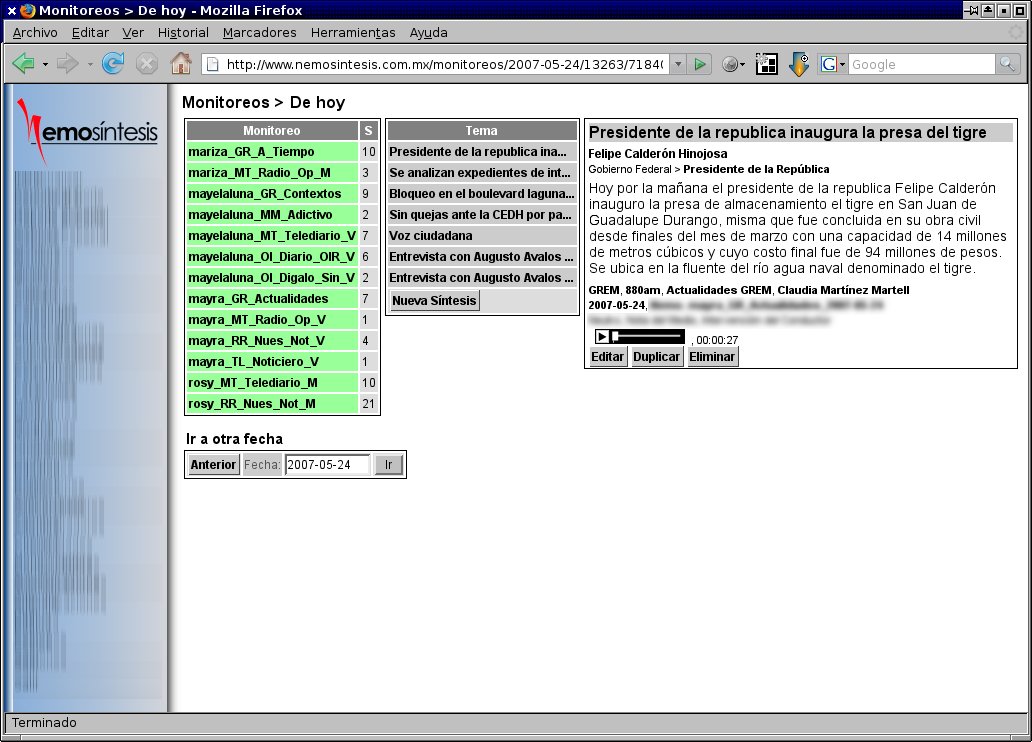 Monitoreos > De hoy - Mozilla Firefox
Archivo Editar Ver Historial Marcadores Herramientas Ayuda
http://www.nemosintesis.com.mx/monitoreos/2007-05-24/13263/7184
G Google
Nemosíntesis
Monitoreos > De hoy
Monitoreo S
mariza_GR_A_Tiempo 10
mariza_MT_Radio_Op_M 3
mayelaluna_GR_Contextos 9
mayelaluna_MM_Adictivo 2
mayelaluna_MT_Telediario_V 7
mayelaluna_OI_Diario_OIR_V 6
mayelaluna_OI_Digalo_Sin_V 2
mayra_GR_Actualidades 7
mayra_MT_Radio_Op_V 1
mayra_RR_Nues_Not_V 4
mayra_TL_Noticiero_V 1
rosy_MT_Telediario_M 10
rosy_RR_Nues_Not_M 21
Tema
Presidente de la republica ina...
Se analizan expedientes de int...
Bloqueo en el boulevard laguna...
Sin quejas ante la CEDH por pa...
Voz ciudadana
Entrevista con Augusto Avalos ...
Entrevista con Augusto Avalos ...
Nueva Síntesis
Presidente de la republica inaugura la presa del tigre
Felipe Calderón Hinojosa
Gobierno Federal > Presidente de la República
Hoy por la mañana el presidente de la republica Felipe Calderón
inauguro la presa de almacenamiento el tigre en San Juan de
Guadalupe Durango, misma que fue concluida en su obra civil
desde finales del mes de marzo con una capacidad de 14 millones
de metros cúbicos y cuyo costo final fue de 94 millones de pesos.
Se ubica en la fluente del río agua naval denominado el tigre.
GREM, 880am, Actualidades GREM, Claudia Martínez Martell
2007-05-24,
, 00:00:27
Editar Duplicar Eliminar
Ir a otra fecha
Anterior Fecha: 2007-05-24 Ir
Terminado